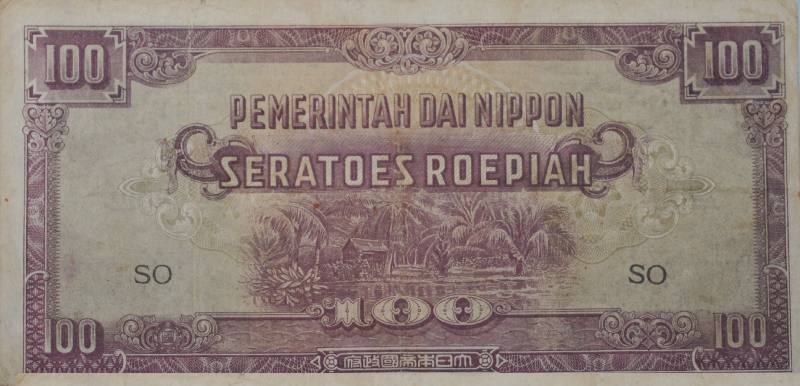 100 100
PEMERINTAH DAI NIPPON
SERATOES ROEPIAH
SO SO
100
100 100
大日本帝國政府